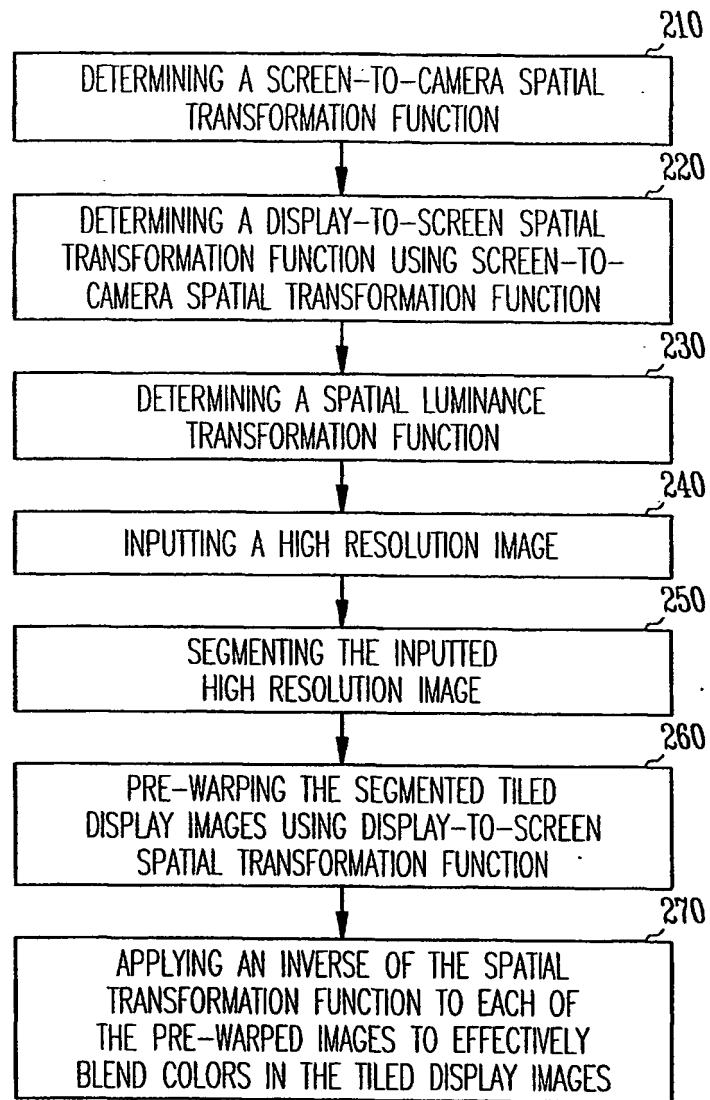 210
DETERMINING A SCREEN-TO-CAMERA SPATIAL
TRANSFORMATION FUNCTION
220
DETERMINING A DISPLAY-TO-SCREEN SPATIAL
TRANSFORMATION FUNCTION USING SCREEN-TO-
CAMERA SPATIAL TRANSFORMATION FUNCTION
230
DETERMINING A SPATIAL LUMINANCE
TRANSFORMATION FUNCTION
240
INPUTTING A HIGH RESOLUTION IMAGE
250
SEGMENTING THE INPUTTED
HIGH RESOLUTION IMAGE
260
PRE-WARPING THE SEGMENTED TILED
DISPLAY IMAGES USING DISPLAY-TO-SCREEN
SPATIAL TRANSFORMATION FUNCTION
270
APPLYING AN INVERSE OF THE SPATIAL
TRANSFORMATION FUNCTION TO EACH OF
THE PRE-WARPED IMAGES TO EFFECTIVELY
BLEND COLORS IN THE TILED DISPLAY IMAGES